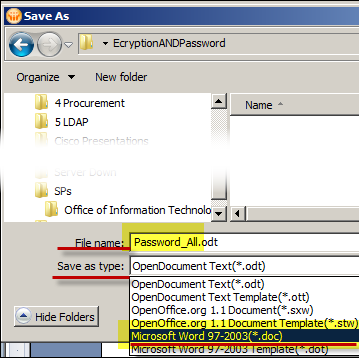 Save As
EcryptionANDPassword
Organize New folder
4 Procurement
Name
5 LDAP
Cisco Presentations
Server Down
SPs
Office of Information Technolo
File name: Password_All.odt
Save as type: OpenDocument Text(*.odt)
OpenDocument Text(*.odt)
OpenDocument Text Template(*.ott)
OpenOffice.org 1.1 Document(*.sxw)
OpenOffice.org 1.1 Document Template(*.stw)
Hide Folders
Microsoft Word 97-2003(*.doc)
Microsoft Word 97-2003 Template(*.dot)